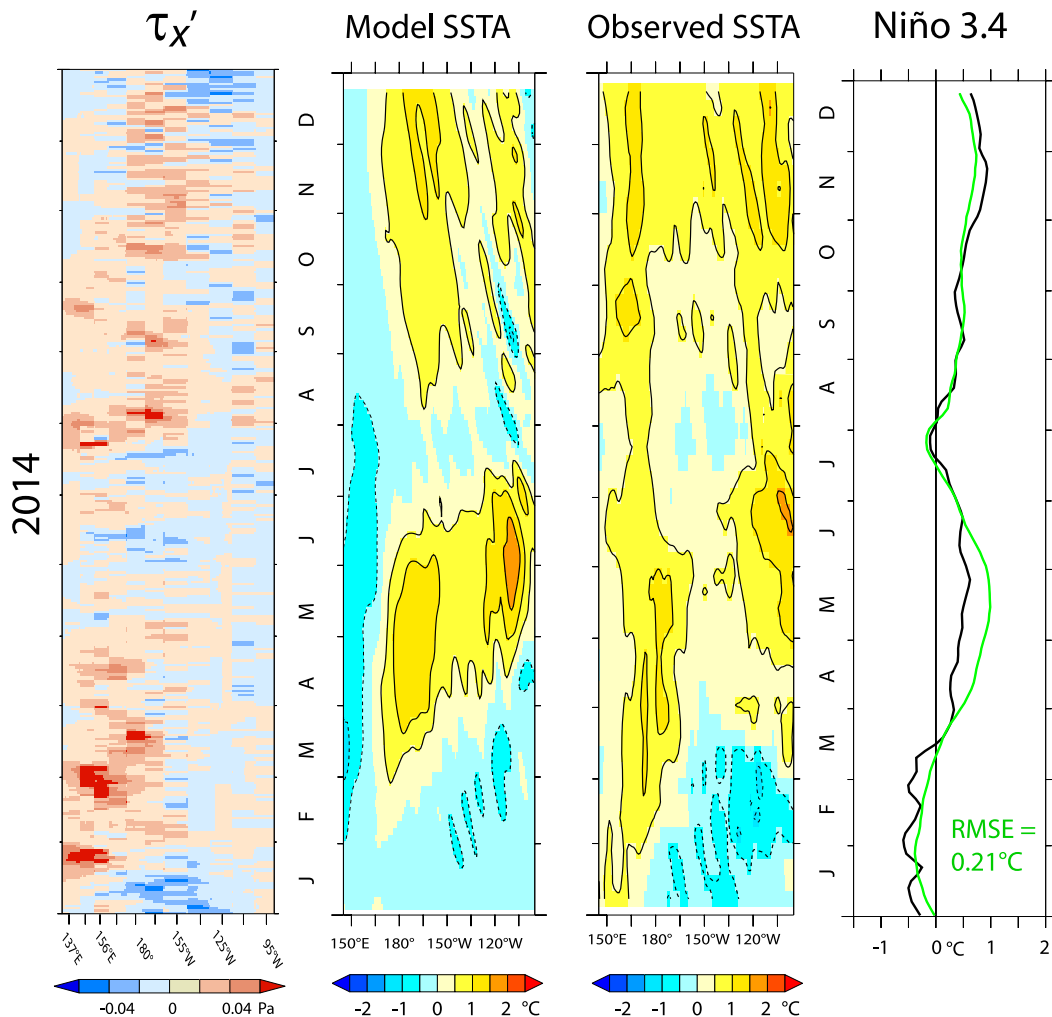 τx′
Model SSTA
Observed SSTA
Niño 3.4
2014
D
N
O
S
A
J
J
M
A
M
F
J
D
N
O
S
A
J
J
M
A
M
F
J
RMSE =
0.21°C
137°E
156°E
180°
155°W
125°W
95°W
150°E
180°
150°W
120°W
150°E
180°
150°W
120°W
-1
0
°C
1
2
-0.04
0
0.04
Pa
-2
-1
0
1
2
°C
-2
-1
0
1
2
°C